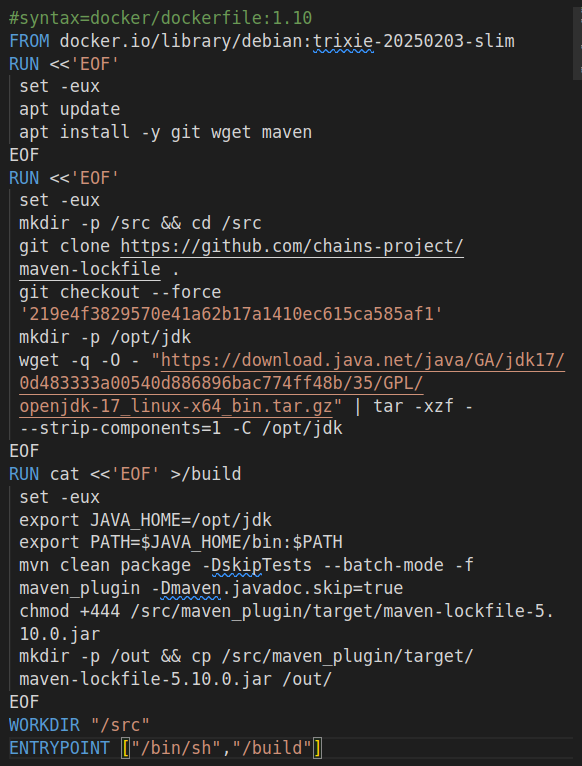 #syntax=docker/dockerfile:1.10
FROM docker.io/library/debian:trixie-20250203-slim
RUN <<'EOF'
set -eux
apt update
apt install -y git wget maven
EOF
RUN <<'EOF'
set -eux
mkdir -p /src && cd /src
git clone https://github.com/chains-project/
maven-lockfile .
git checkout --force
'219e4f3829570e41a62b17a1410ec615ca585af1'
mkdir -p /opt/jdk
wget -q -O - "https://download.java.net/java/GA/jdk17/
0d483333a00540d886896bac774ff48b/35/GPL/
openjdk-17_linux-x64_bin.tar.gz" | tar -xzf -
--strip-components=1 -C /opt/jdk
EOF
RUN cat <<'EOF' >/build
set -eux
export JAVA_HOME=/opt/jdk
export PATH=$JAVA_HOME/bin:$PATH
mvn clean package -DskipTests --batch-mode -f
maven_plugin -Dmaven.javadoc.skip=true
chmod +444 /src/maven_plugin/target/maven-lockfile-5.
10.0.jar
mkdir -p /out && cp /src/maven_plugin/target/
maven-lockfile-5.10.0.jar /out/
EOF
WORKDIR "/src"
ENTRYPOINT ["/bin/sh","/build"]